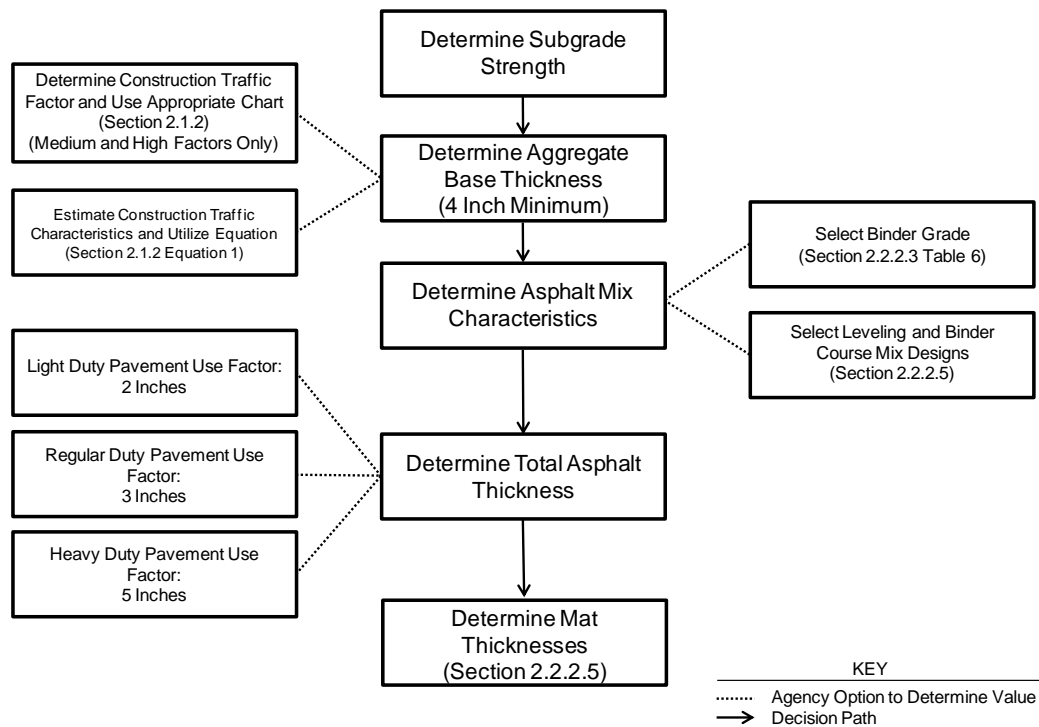 Determine Subgrade
Strength
Determine Construction Traffic
Factor and Use Appropriate Chart
(Section 2.1.2)
(Medium and High Factors Only)
Determine Aggregate
Base Thickness
(4 Inch Minimum)
Estimate Construction Traffic
Characteristics and Utilize Equation
(Section 2.1.2 Equation 1)
Select Binder Grade
(Section 2.2.2.3 Table 6)
Determine Asphalt Mix
Characteristics
Select Leveling and Binder
Course Mix Designs
(Section 2.2.2.5)
Light Duty Pavement Use Factor:
2 Inches
Regular Duty Pavement Use
Factor:
3 Inches
Determine Total Asphalt
Thickness
Heavy Duty Pavement Use
Factor:
5 Inches
Determine Mat
Thicknesses
(Section 2.2.2.5)
KEY
Agency Option to Determine Value
Decision Path